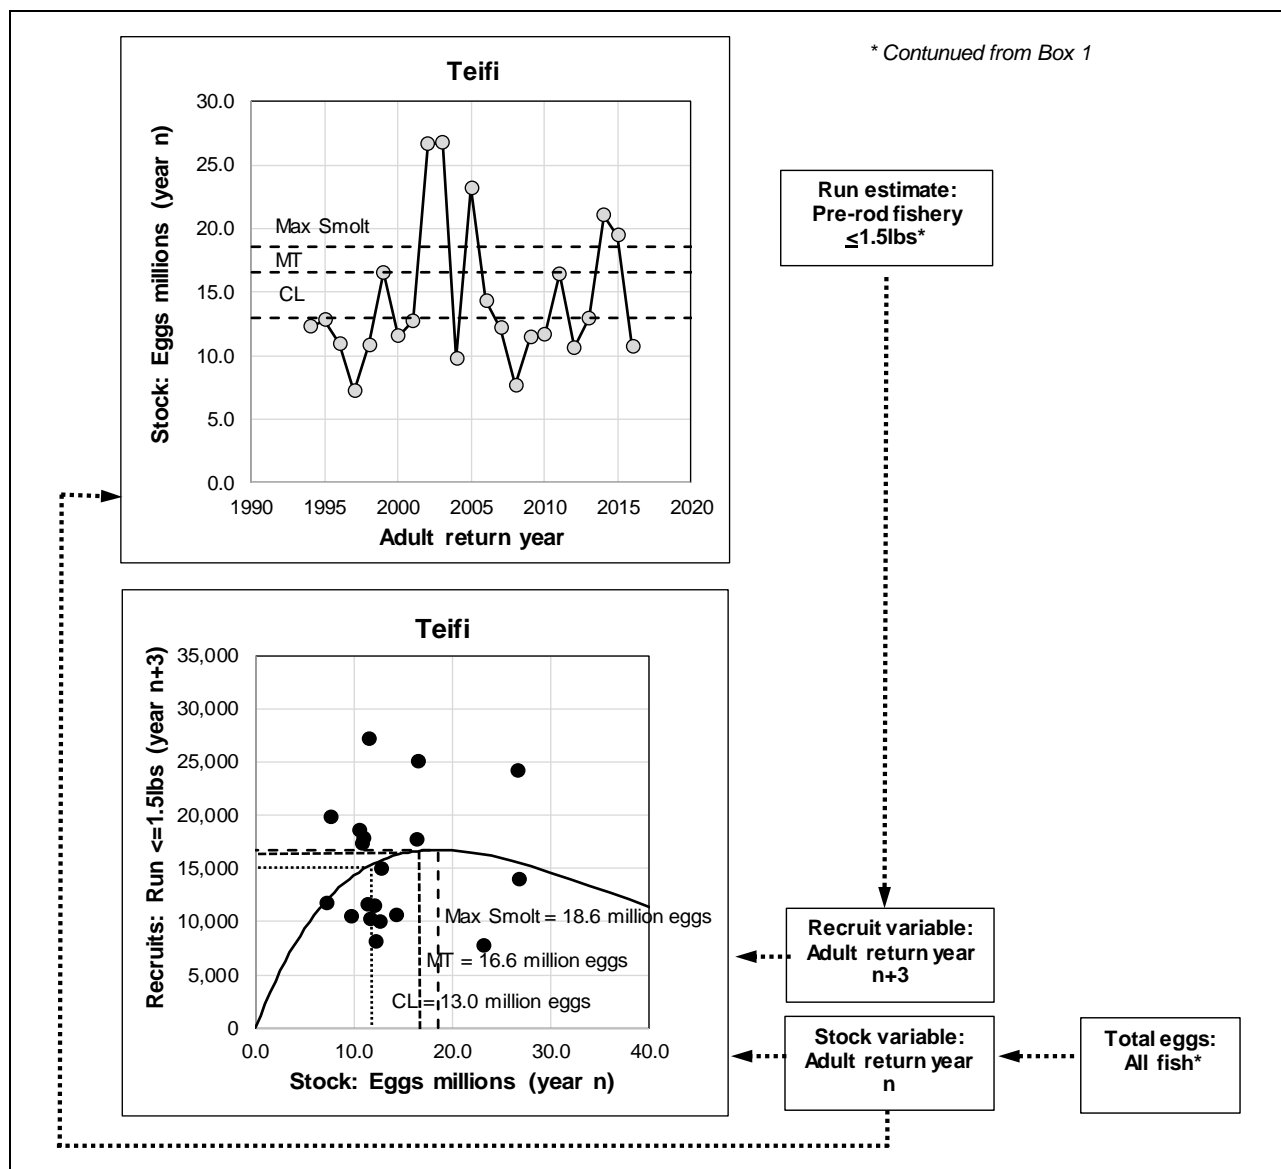 * Contunued from Box 1
Teifi
30.0
25.0
20.0
15.0
10.0
5.0
0.0
Stock: Eggs millions (year n)
Max Smolt
MT
CL
1990 1995 2000 2005 2010 2015 2020
Adult return year
Run estimate:
Pre-rod fishery
≤1.5lbs*
Teifi
35,000
30,000
25,000
20,000
15,000
10,000
5,000
0
Recruits: Run <=1.5lbs (year n+3)
Max Smolt = 18.6 million eggs
MT = 16.6 million eggs
CL = 13.0 million eggs
0.0 10.0 20.0 30.0 40.0
Stock: Eggs millions (year n)
Recruit variable:
Adult return year
n+3
Stock variable:
Adult return year
n
Total eggs:
All fish*